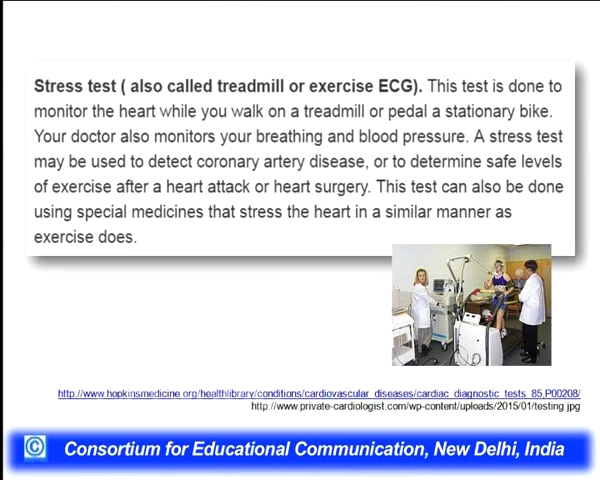 Stress test ( also called treadmill or exercise ECG). This test is done to
monitor the heart while you walk on a treadmill or pedal a stationary bike.
Your doctor also monitors your breathing and blood pressure. A stress test
may be used to detect coronary artery disease, or to determine safe levels
of exercise after a heart attack or heart surgery. This test can also be done
using special medicines that stress the heart in a similar manner as
exercise does.
http://www.hopkinsmedicine.org/healthlibrary/conditions/cardiovascular_diseases/cardiac_diagnostic_tests_85,P00208/
http://www.private-cardiologist.com/wp-content/uploads/2015/01/testing.jpg
© Consortium for Educational Communication, New Delhi, India